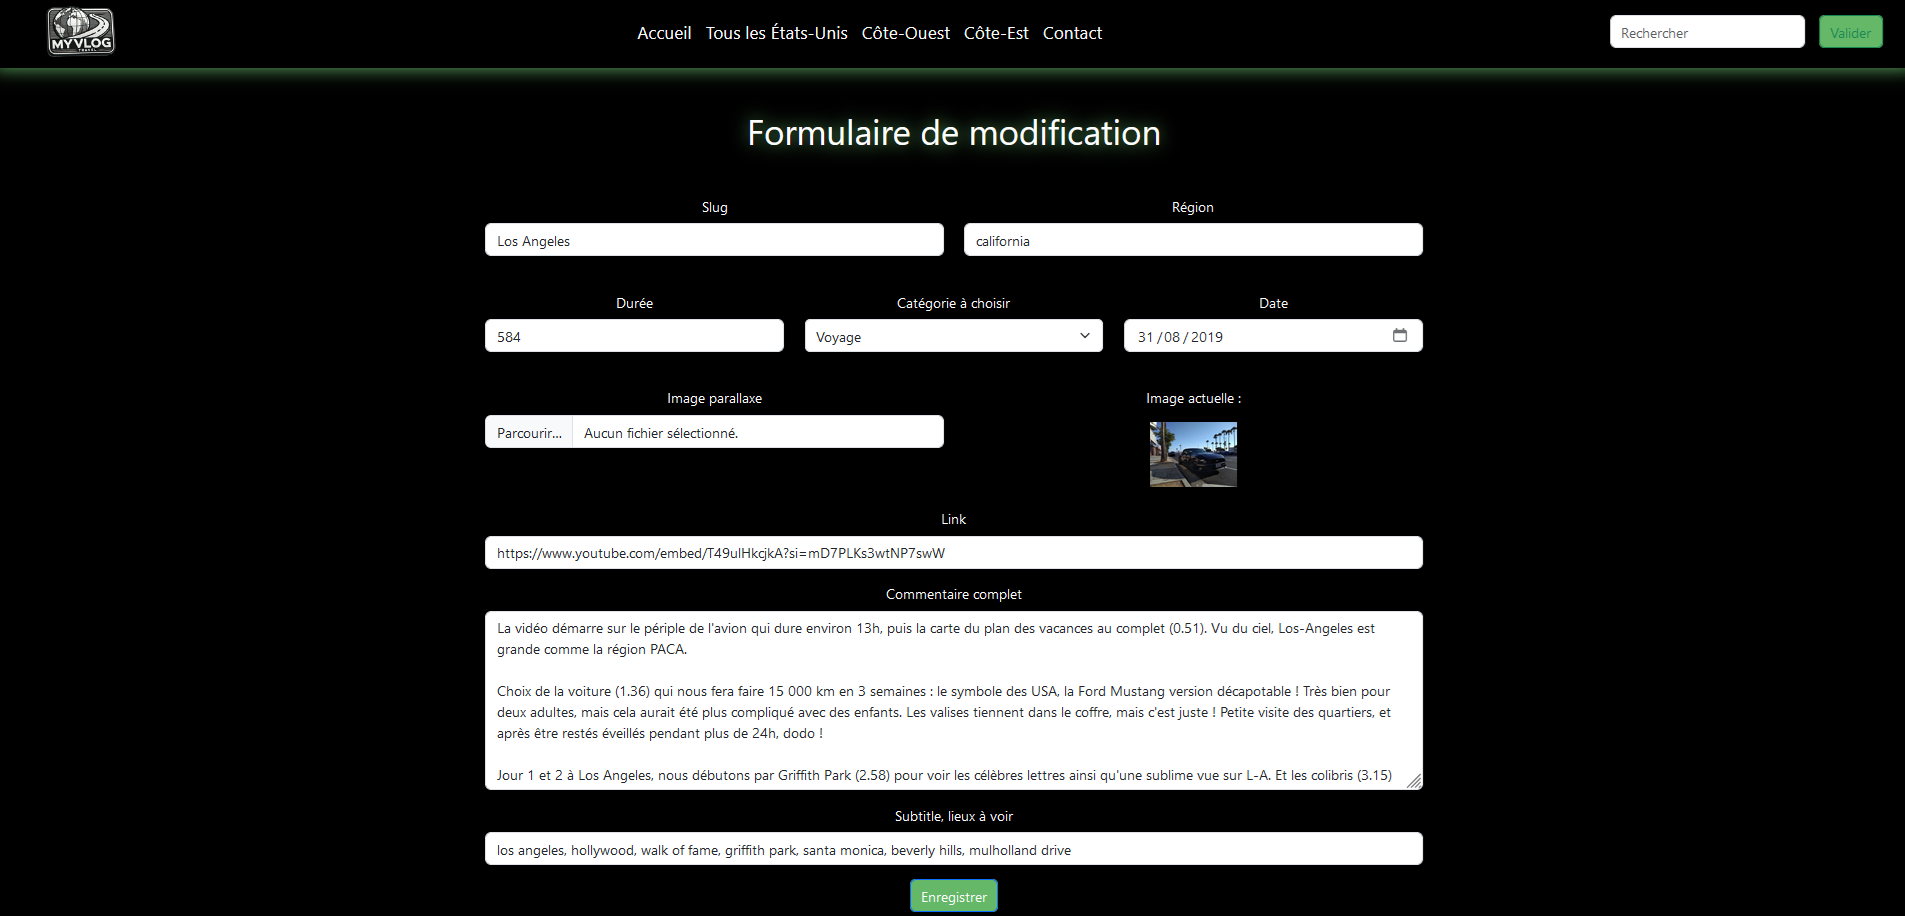 MYVLOG
TRAVEL
Accueil Tous les États-Unis Côte-Ouest Côte-Est Contact
Rechercher
Valider
Formulaire de modification
Slug
Région
Los Angeles
california
Durée
Catégorie à choisir
Date
584
Voyage
31/08/2019
Image parallaxe
Image actuelle :
Parcourir... Aucun fichier sélectionné.
Link
https://www.youtube.com/embed/T49ulHkcjkA?si=mD7PLKs3wtNP7swW
Commentaire complet
La vidéo démarre sur le périple de l'avion qui dure environ 13h, puis la carte du plan des vacances au complet (0.51). Vu du ciel, Los-Angeles est
grande comme la région PACA.
Choix de la voiture (1.36) qui nous fera faire 15 000 km en 3 semaines : le symbole des USA, la Ford Mustang version décapotable ! Très bien pour
deux adultes, mais cela aurait été plus compliqué avec des enfants. Les valises tiennent dans le coffre, mais c'est juste ! Petite visite des quartiers, et
après être restés éveillés pendant plus de 24h, dodo !
Jour 1 et 2 à Los Angeles, nous débutons par Griffith Park (2.58) pour voir les célèbres lettres ainsi qu'une sublime vue sur L-A. Et les colibris (3.15)
Subtitle, lieux à voir
los angeles, hollywood, walk of fame, griffith park, santa monica, beverly hills, mulholland drive
Enregistrer